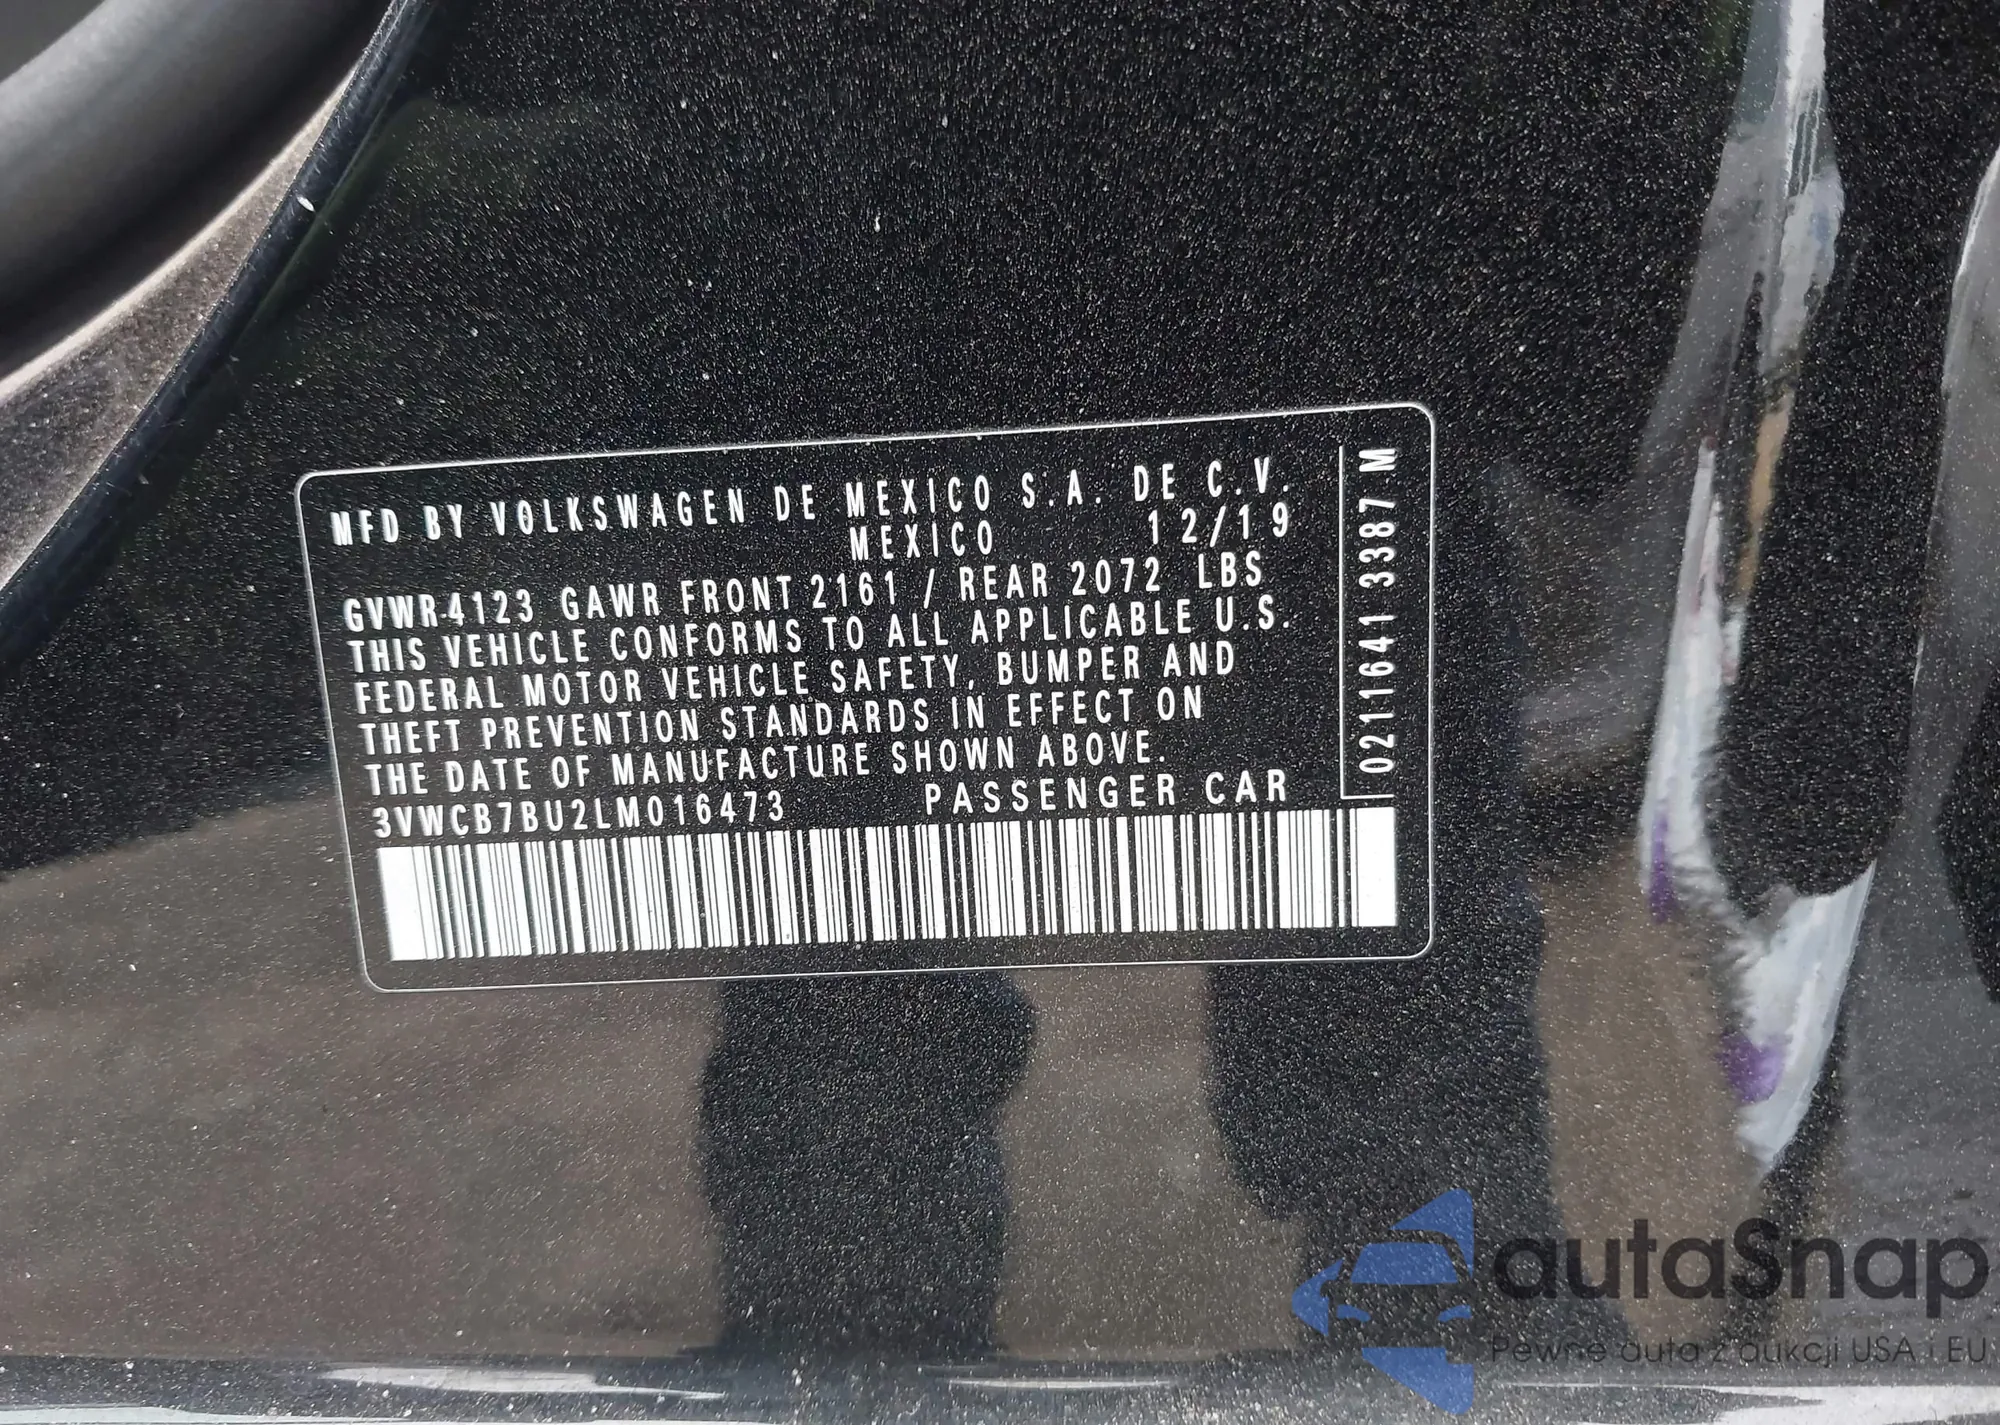 MFD BY VOLKSWAGEN DE MEXICO S.A. DE C.V.
MEXICO 12/19
GVWR-4123 GAWR FRONT 2161 / REAR 2072 LBS
THIS VEHICLE CONFORMS TO ALL APPLICABLE U.S.
FEDERAL MOTOR VEHICLE SAFETY, BUMPER AND
THEFT PREVENTION STANDARDS IN EFFECT ON
THE DATE OF MANUFACTURE SHOWN ABOVE.
3VWCB7BU2LM016473 PASSENGER CAR
0211641 3387 M
autaSnap
Pewne auta z aukcji USA i EU